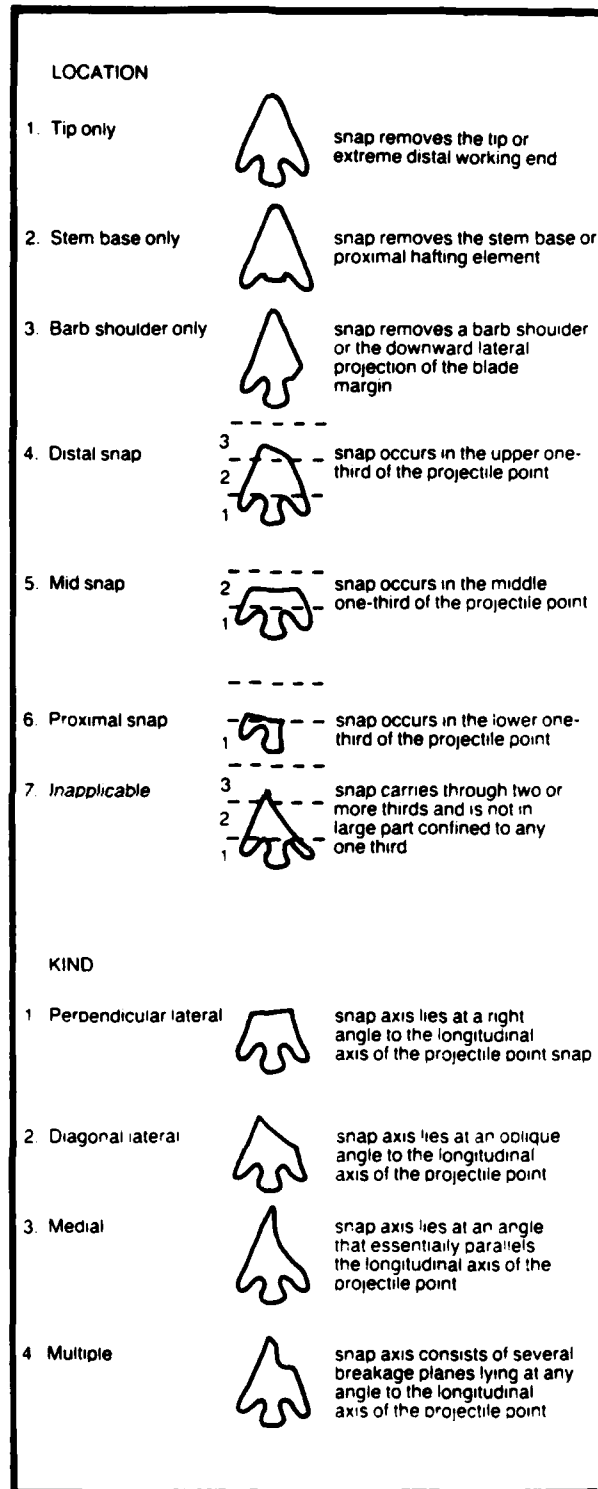 LOCATION
1. Tip only
snap removes the tip or
extreme distal working end
2. Stem base only
snap removes the stem base or
proximal hafting element
3. Barb shoulder only
snap removes a barb shoulder
or the downward lateral
projection of the blade
margin
4. Distal snap
3
2
1
snap occurs in the upper one-
third of the projectile point
5. Mid snap
2
1
snap occurs in the middle
one-third of the projectile point
6. Proximal snap
1
snap occurs in the lower one-
third of the projectile point
7. Inapplicable
3
2
1
snap carries through two or
more thirds and is not in
large part confined to any
one third
KIND
1 Perpendicular lateral
snap axis lies at a right
angle to the longitudinal
axis of the projectile point snap
2. Diagonal lateral
snap axis lies at an oblique
angle to the longitudinal
axis of the projectile point
3. Medial
snap axis lies at an angle
that essentially parallels
the longitudinal axis of the
projectile point
4 Multiple
snap axis consists of several
breakage planes lying at any
angle to the longitudinal
axis of the projectile point